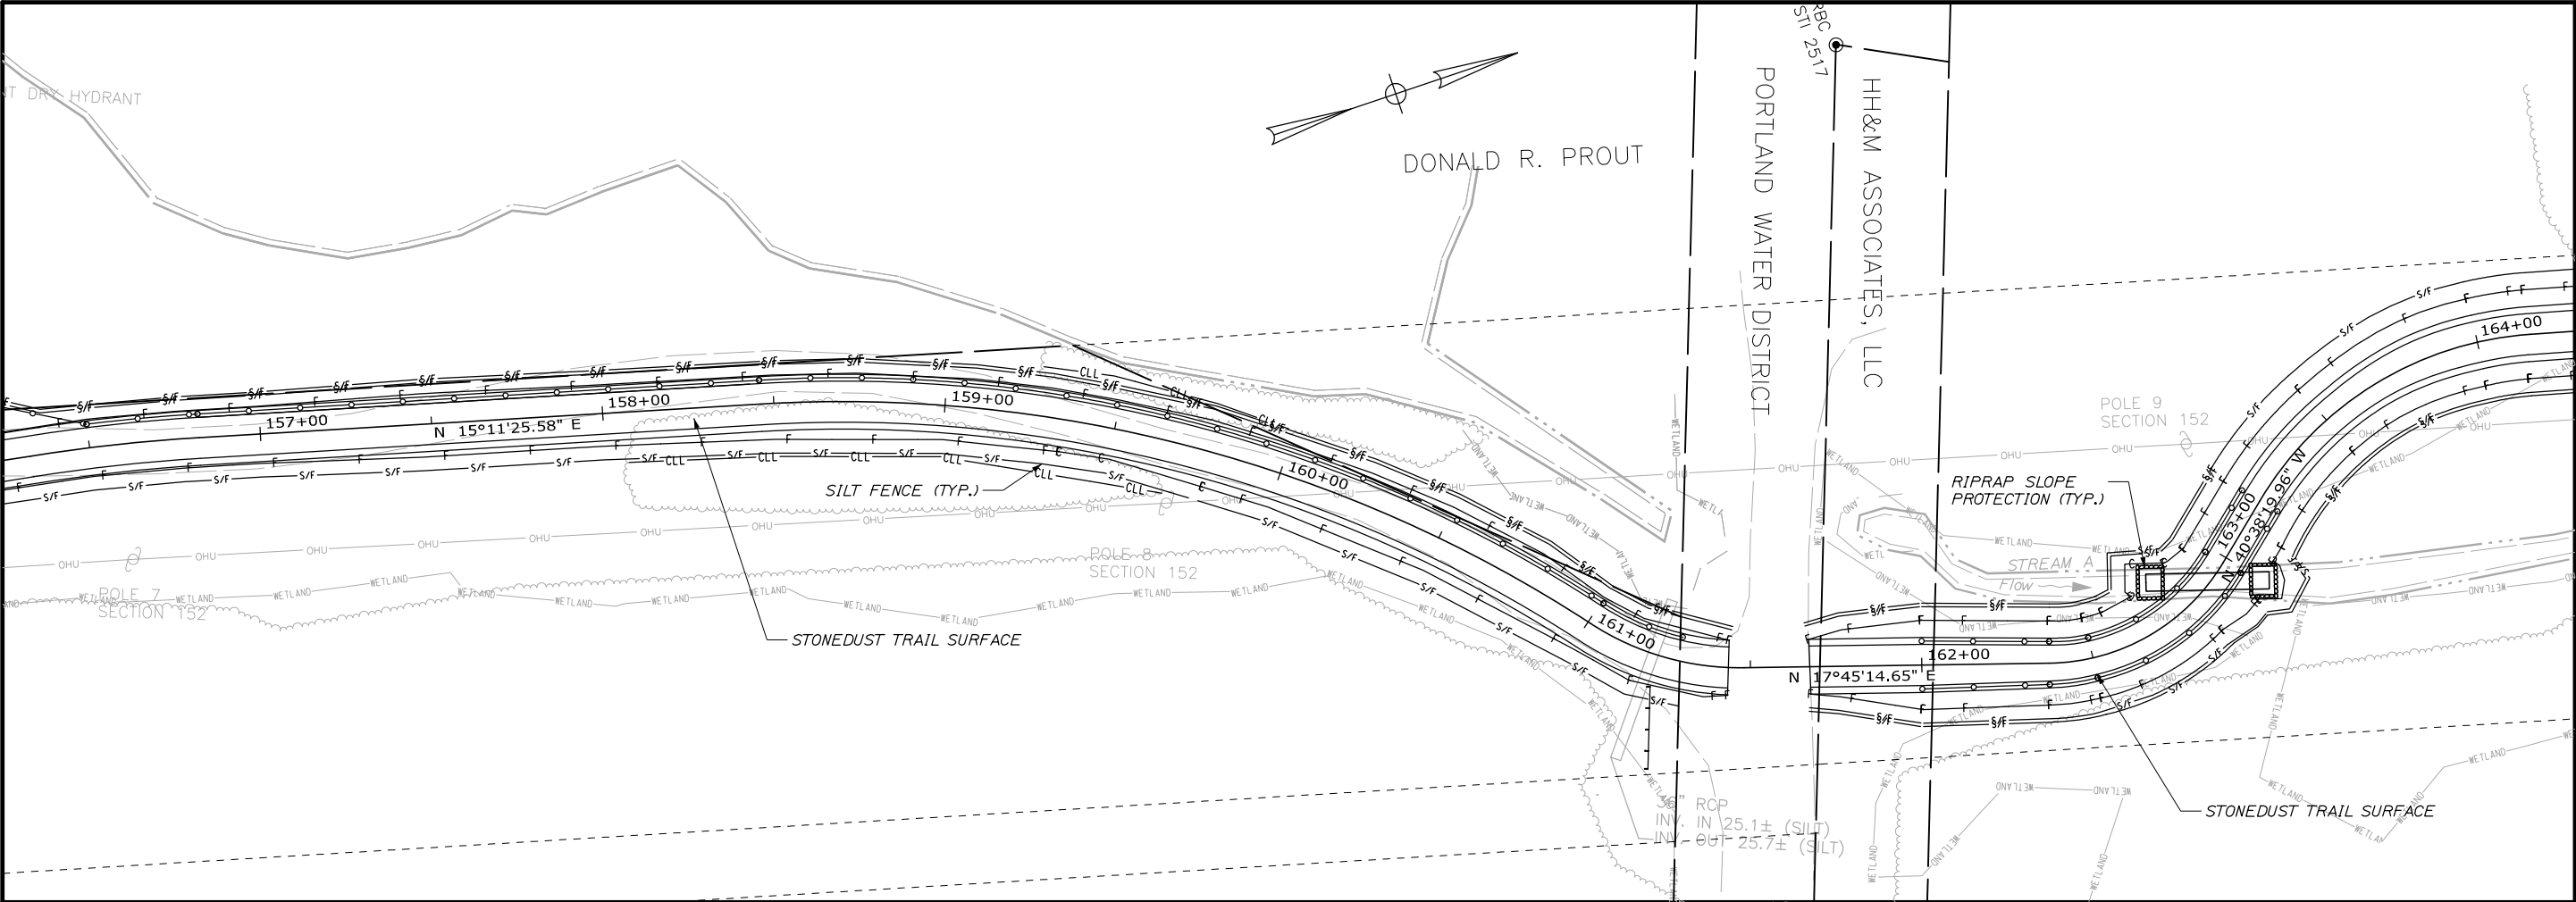 RBC
STI 2517
T DRY HYDRANT
DONALD R. PROUT
PORTLAND WATER DISTRICT
HH&M ASSOCIATES, LLC
157+00
N 15°11'25.58" E
158+00
159+00
160+00
161+00
162+00
N 17°45'14.65" E
163+00
N 40°38'19.96" W
164+00
SILT FENCE (TYP.)
STONEDUST TRAIL SURFACE
RIPRAP SLOPE
PROTECTION (TYP.)
STREAM A
Flow
POLE 7
SECTION 152
POLE 8
SECTION 152
POLE 9
SECTION 152
36" RCP
INV. IN 25.1± (SILT)
INV. OUT 25.7± (SILT)
STONEDUST TRAIL SURFACE
S/F
CLL
OHU
WETLAND
F
C